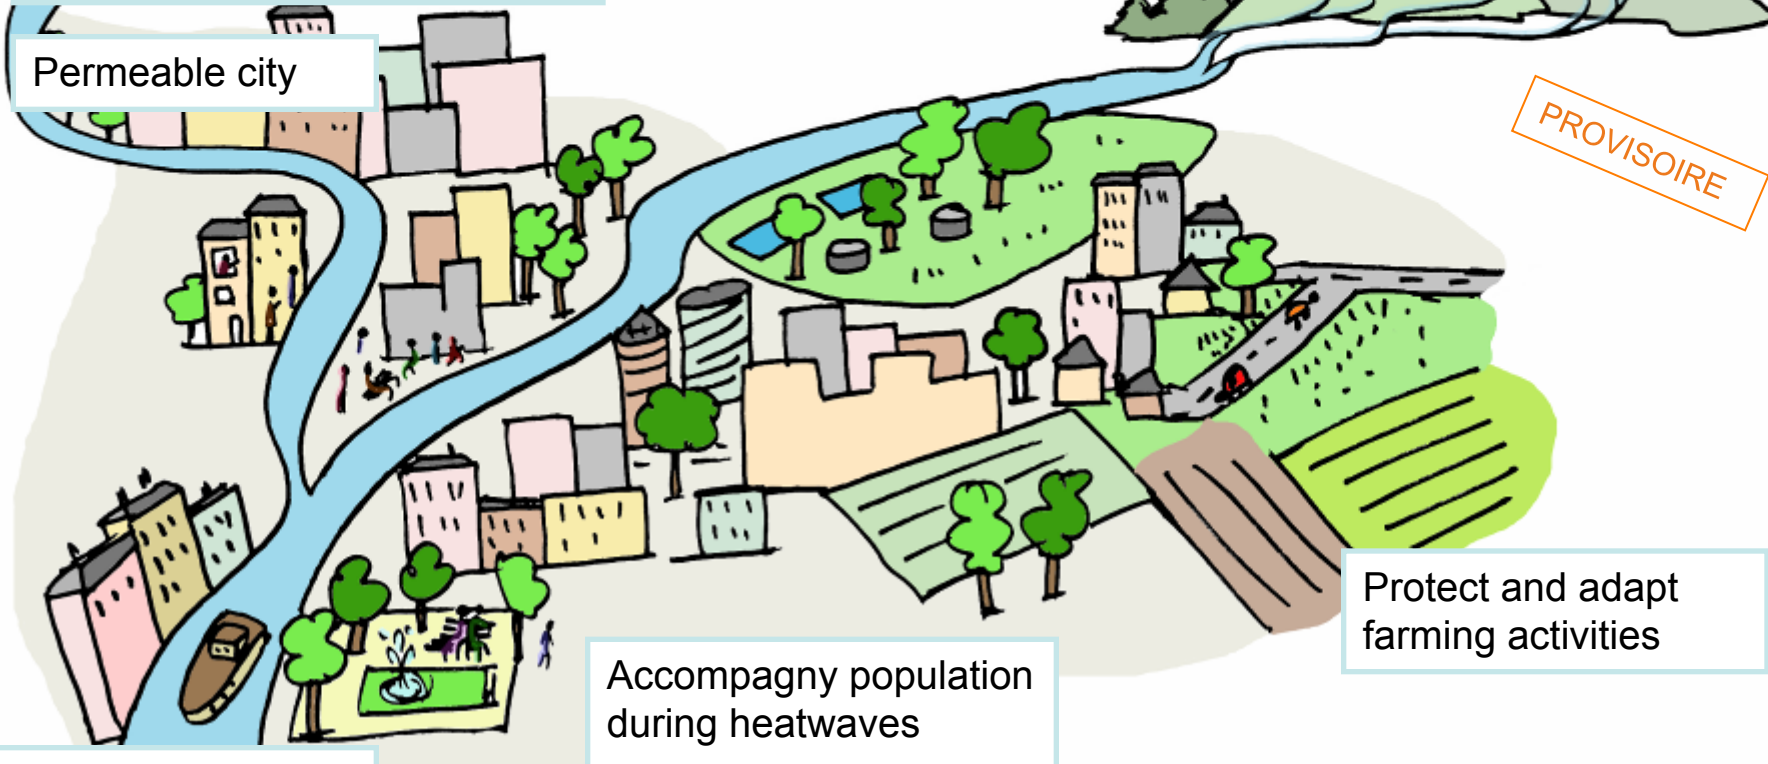 Permeable city
PROVISOIRE
Protect and adapt
farming activities
Accompagny population
during heatwaves